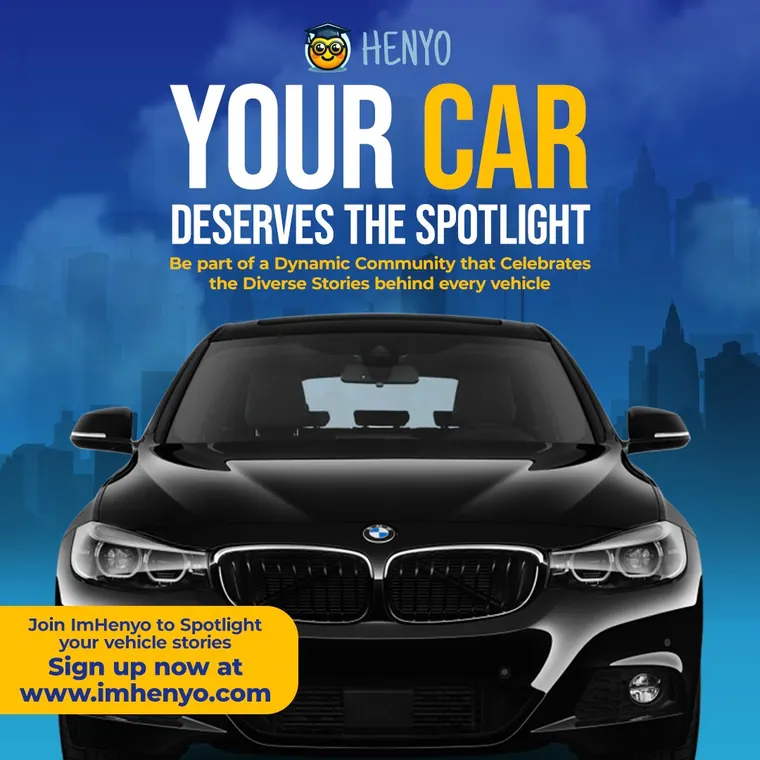 HENYO
YOUR CAR
DESERVES THE SPOTLIGHT
Be part of a Dynamic Community that Celebrates
the Diverse Stories behind every vehicle
Join ImHenyo to Spotlight
your vehicle stories
Sign up now at
www.imhenyo.com